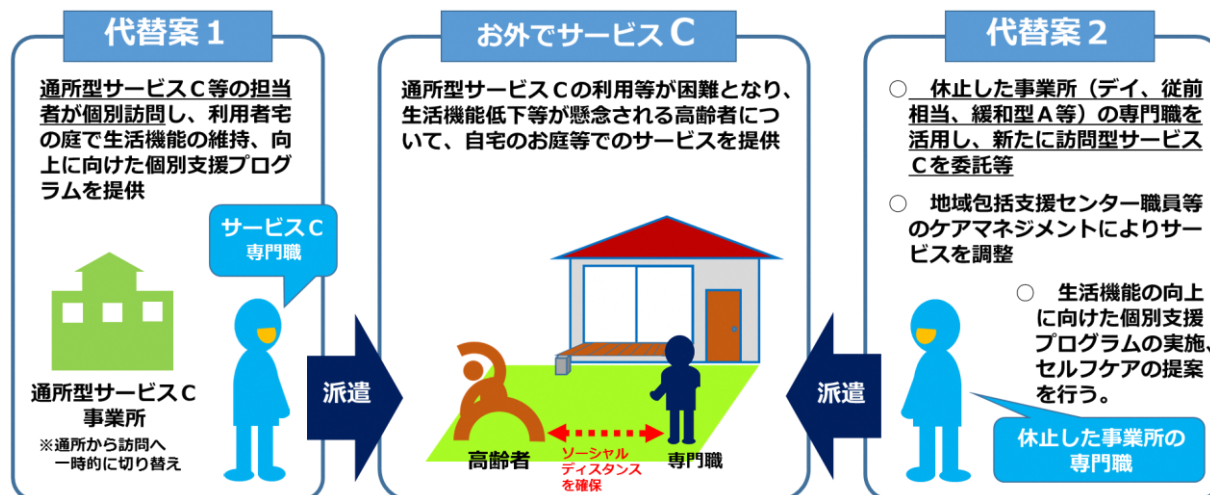 代替案１
通所型サービスＣ等の担当
者が個別訪問し、利用者宅
の庭で生活機能の維持、向
上に向けた個別支援プログ
ラムを提供
サービスＣ
専門職
通所型サービスＣ
事業所
※通所から訪問へ
一時的に切り替え
派遣
お外でサービスＣ
通所型サービスＣの利用等が困難となり、
生活機能低下等が懸念される高齢者につ
いて、自宅のお庭等でのサービスを提供
高齢者
ソーシャル
ディスタンス
を確保
専門職
派遣
代替案２
○　休止した事業所（デイ、従前
相当、緩和型Ａ等）の専門職を
活用し、新たに訪問型サービス
Ｃを委託等
○　地域包括支援センター職員等
のケアマネジメントによりサー
ビスを調整
○　生活機能の向上
に向けた個別支援
プログラムの実施、
セルフケアの提案
を行う。
休止した事業所の
専門職